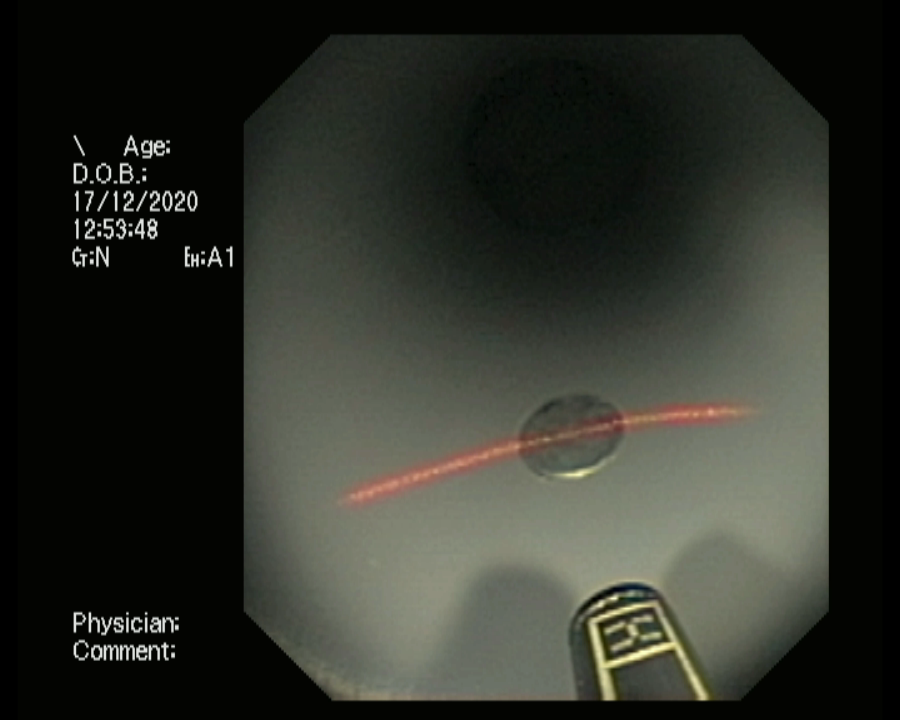 \ Age:
D.O.B.:
17/12/2020
12:53:48
Cr:N EH:A1
Physician:
Comment: